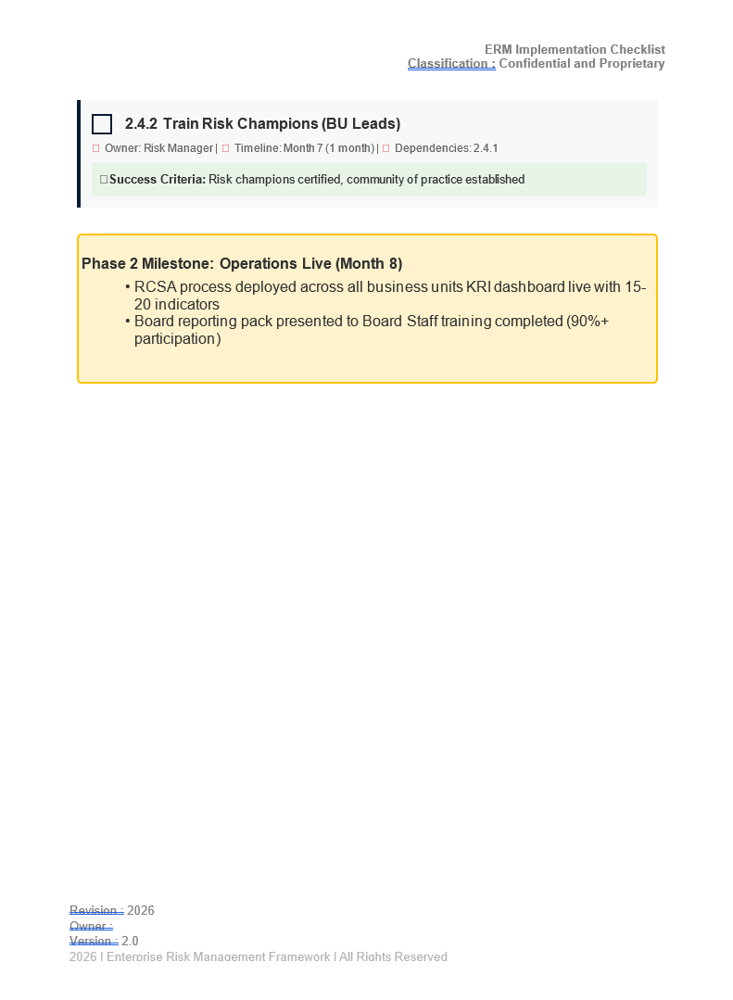 ERM Implementation Checklist
Classification : Confidential and Proprietary
2.4.2 Train Risk Champions (BU Leads)
Owner: Risk Manager | Timeline: Month 7 (1 month) | Dependencies: 2.4.1
Success Criteria: Risk champions certified, community of practice established
Phase 2 Milestone: Operations Live (Month 8)
• RCSA process deployed across all business units KRI dashboard live with 15-
20 indicators
• Board reporting pack presented to Board Staff training completed (90%+
participation)
Revision : 2026
Owner :
Version : 2.0
2026 | Enterprise Risk Management Framework | All Rights Reserved